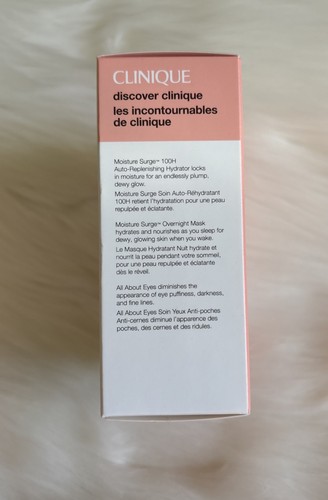 CLINIQUE
discover clinique
les incontournables
de clinique
Moisture Surge™ 100H
Auto-Replenishing Hydrator locks
in moisture for an endlessly plump,
dewy glow.
Moisture Surge Soin Auto-Réhydratant
100H retient l'hydratation pour une peau
repulpée et éclatante.
Moisture Surge™ Overnight Mask
hydrates and nourishes as you sleep for
dewy, glowing skin when you wake.
Le Masque Hydratant Nuit hydrate et
nourrit la peau pendant votre sommeil,
pour une peau repulpée et éclatante
dès le réveil.
All About Eyes diminishes the
appearance of eye puffiness, darkness,
and fine lines.
All About Eyes Soin Yeux Anti-poches
Anti-cernes diminue l'apparence des
poches, des cernes et des ridules.